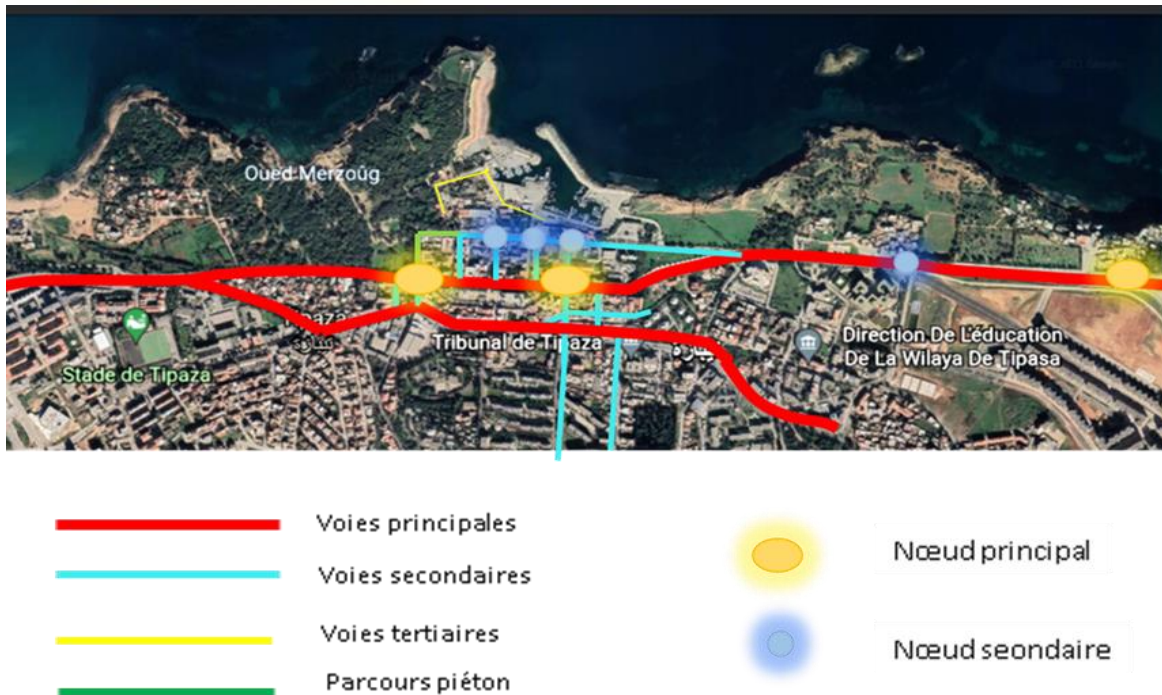 Oued Merzoûg
Stade de Tipaza
Tribunal de Tipaza
Direction De L'éducation
De La Wilaya De Tipasa
Voies principales
Voies secondaires
Voies tertiaires
Parcours piéton
Nœud principal
Nœud seondaire